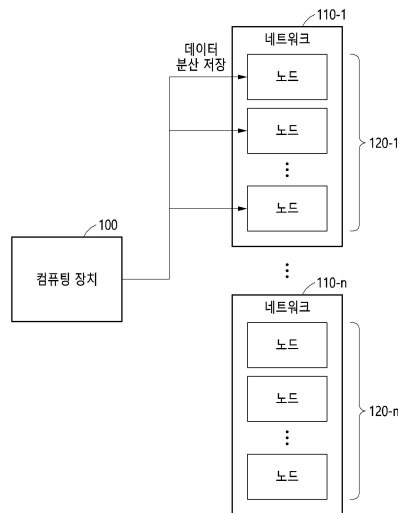 110-1
네트워크
데이터
분산 저장
노드
노드
노드
120-1
100
컴퓨팅 장치
110-n
네트워크
노드
노드
노드
120-n